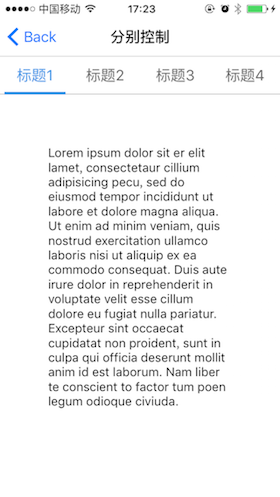 中国移动 17:23
Back 分别控制
标题1 标题2 标题3 标题4
Lorem ipsum dolor sit er elit
lamet, consectetaur cillium
adipisicing pecu, sed do
eiusmod tempor incididunt ut
labore et dolore magna aliqua.
Ut enim ad minim veniam, quis
nostrud exercitation ullamco
laboris nisi ut aliquip ex ea
commodo consequat. Duis aute
irure dolor in reprehenderit in
voluptate velit esse cillum
dolore eu fugiat nulla pariatur.
Excepteur sint occaecat
cupidatat non proident, sunt in
culpa qui officia deserunt mollit
anim id est laborum. Nam liber
te conscient to factor tum poen
legum odioque civiuda.